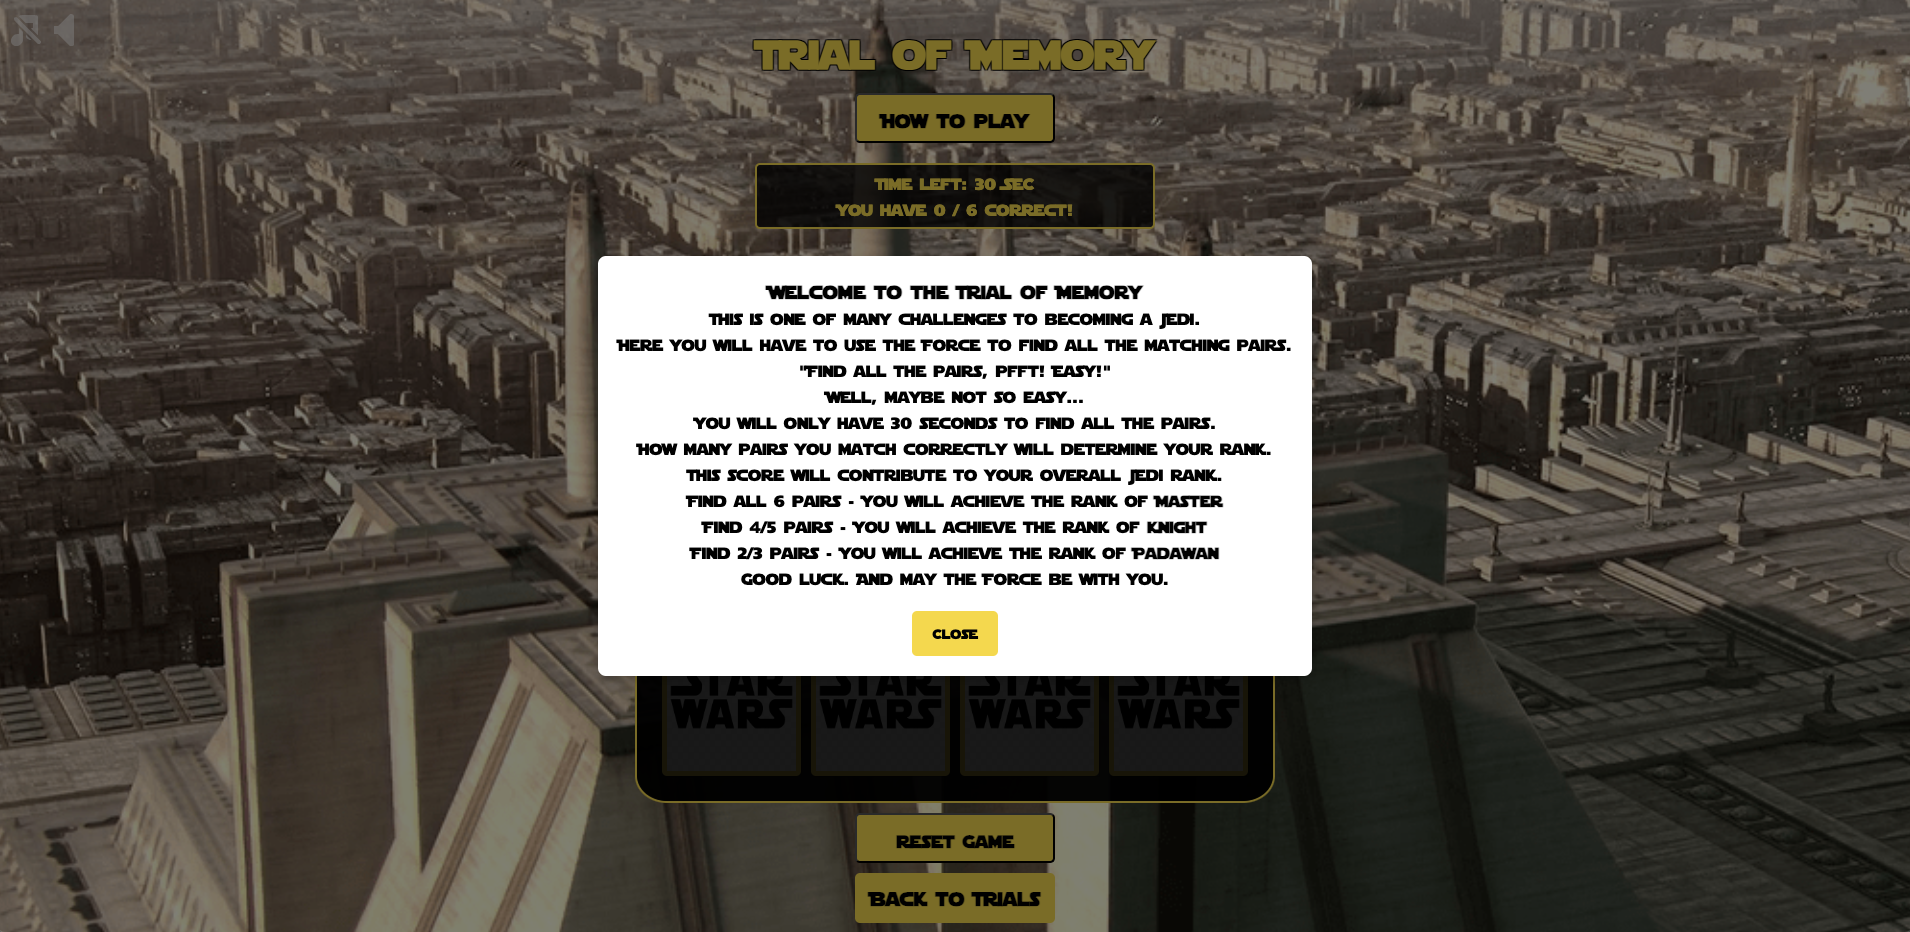 Trial of Memory
How to Play
Time Left: 30 Sec
You have 0 / 6 correct!
Welcome to the Trial of Memory
This is one of many challenges to becoming a Jedi.
Here you will have to use the Force to find all the matching pairs.
"Find all the pairs, pfft! Easy!"
Well, maybe not so easy...
You will only have 30 seconds to find all the pairs.
How many pairs you match correctly will determine your rank.
This score will contribute to your overall Jedi rank.
Find all 6 pairs - You will achieve the rank of Master
Find 4/5 pairs - You will achieve the rank of Knight
Find 2/3 pairs - You will achieve the rank of Padawan
Good luck. And may the Force be with you.
Close
STAR WARS
STAR WARS
STAR WARS
STAR WARS
Reset Game
Back to Trials